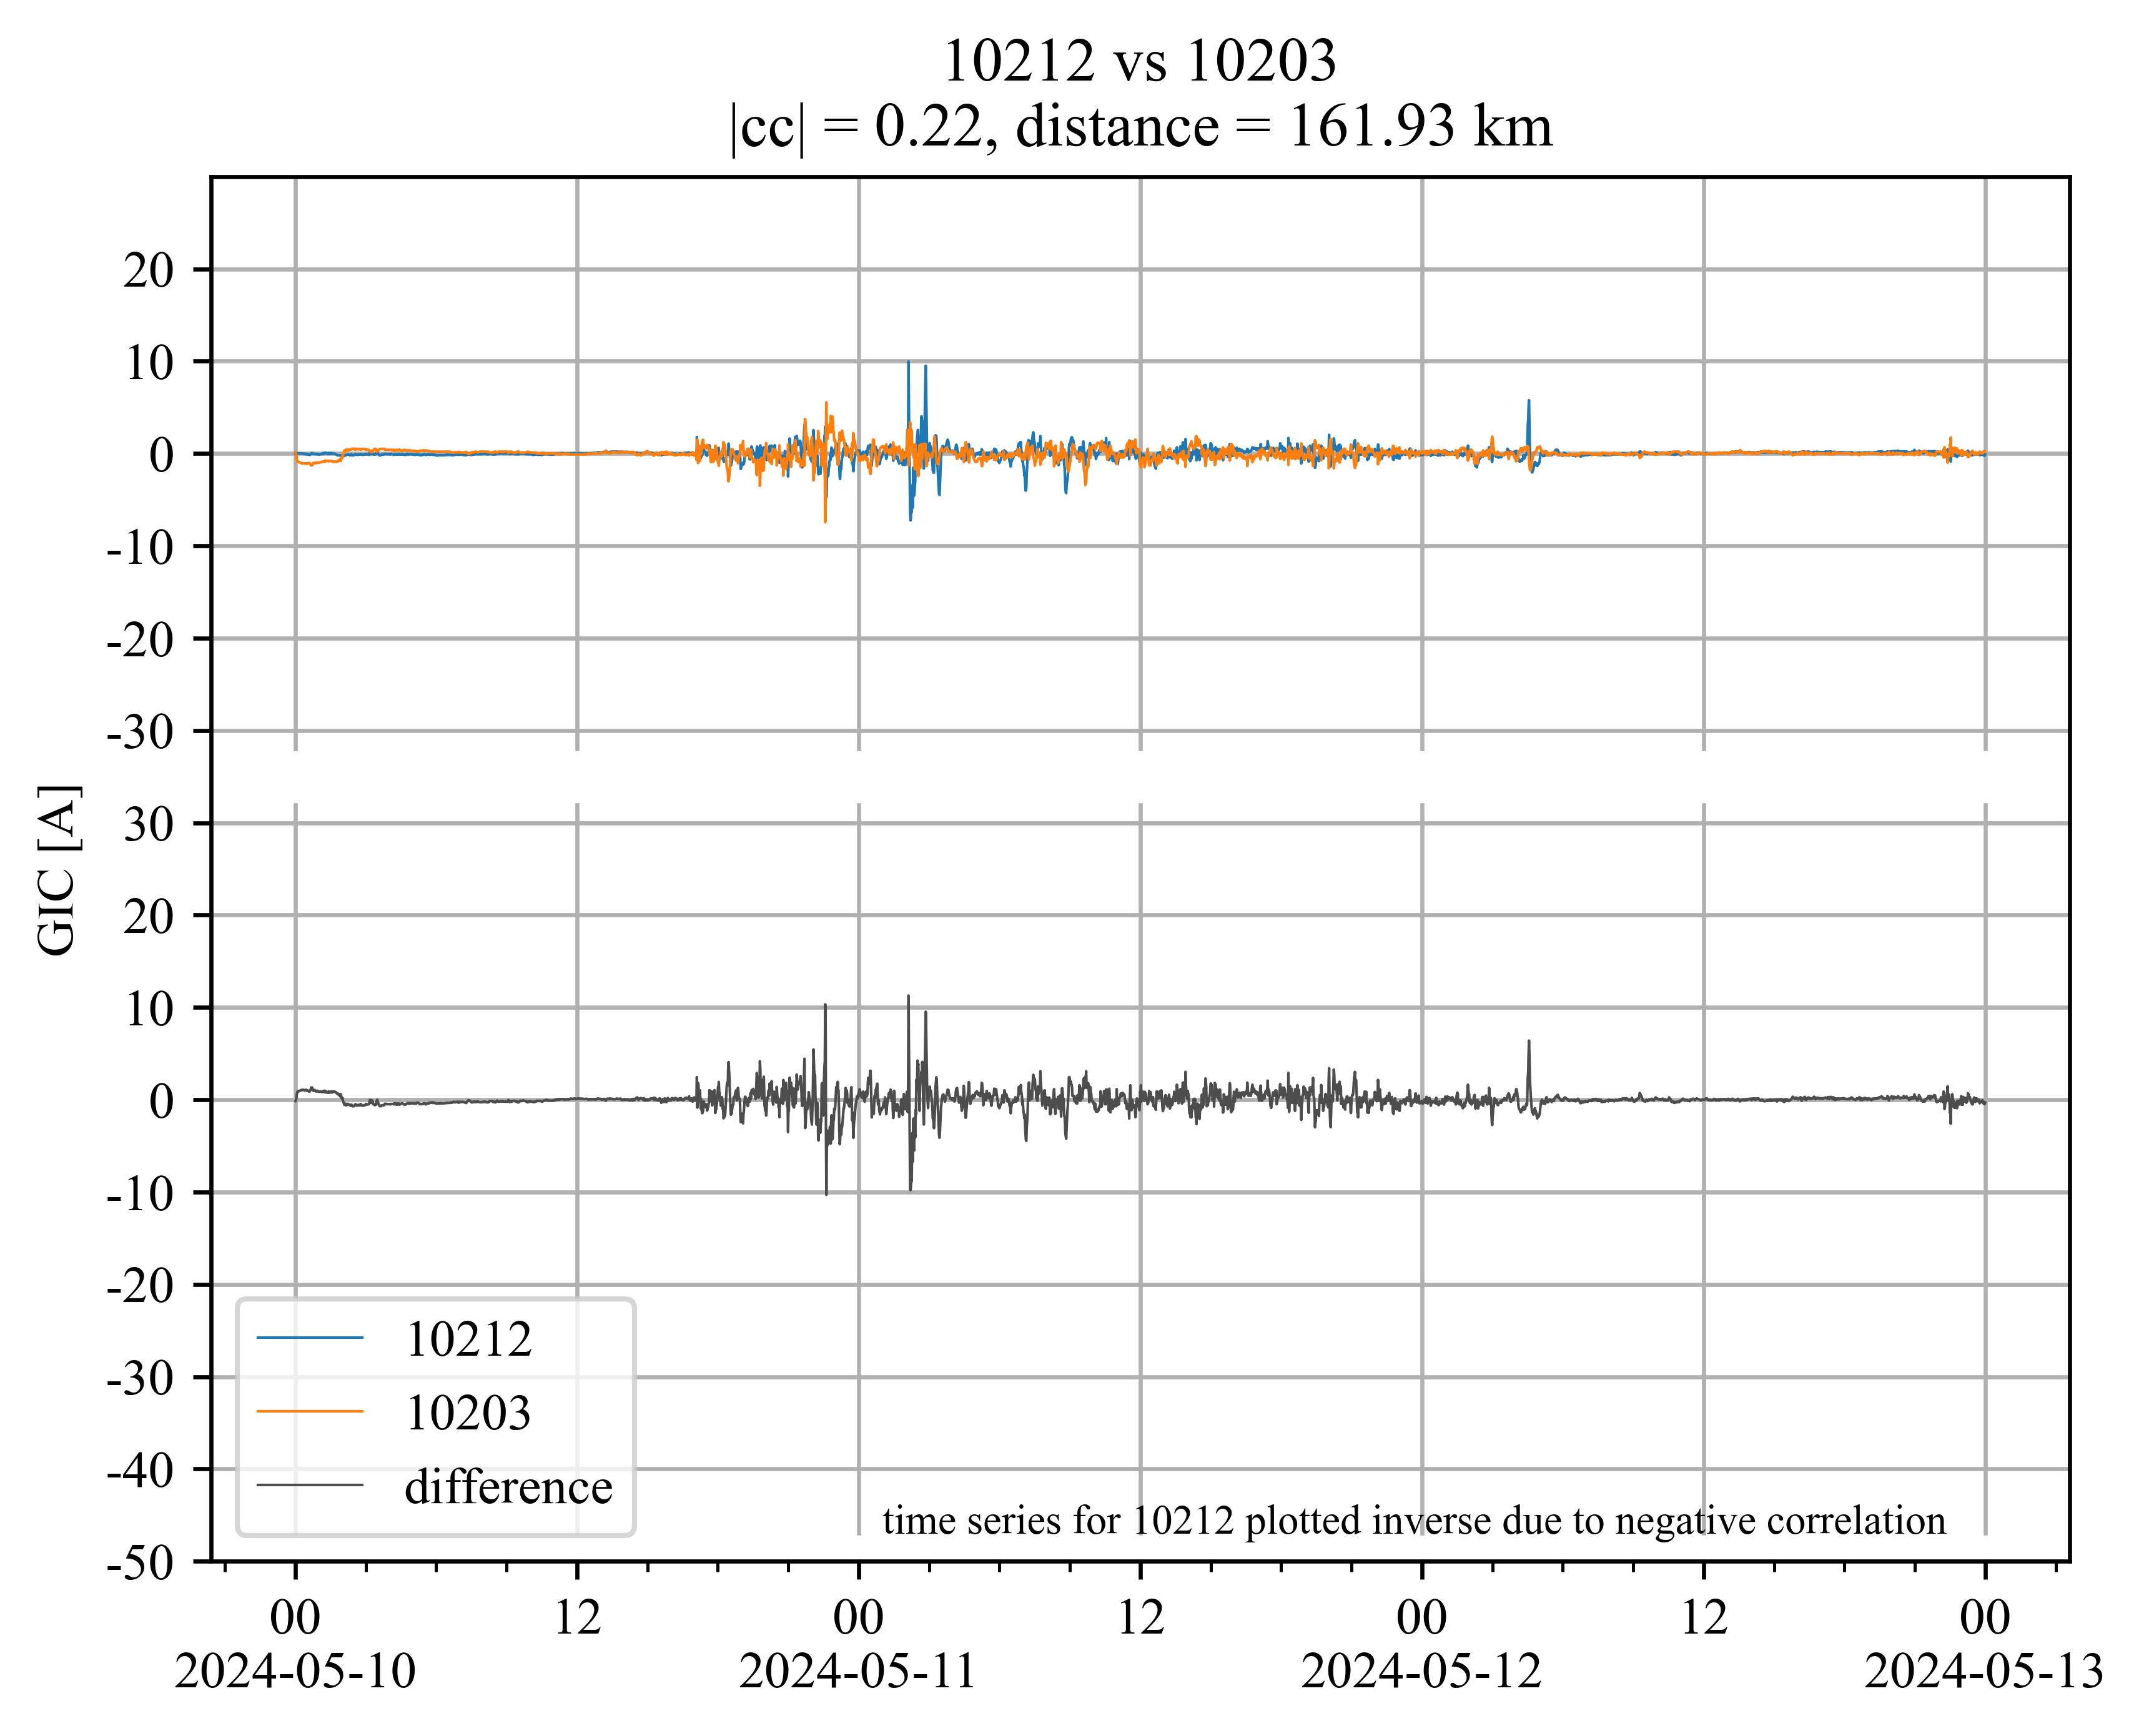 10212 vs 10203
|cc| = 0.22, distance = 161.93 km
20
10
0
-10
-20
-30
30
20
10
0
-10
-20
-30
-40
-50
GIC [A]
10212
10203
difference
time series for 10212 plotted inverse due to negative correlation
00 12 00 12 00 12 00
2024-05-10 2024-05-11 2024-05-12 2024-05-13